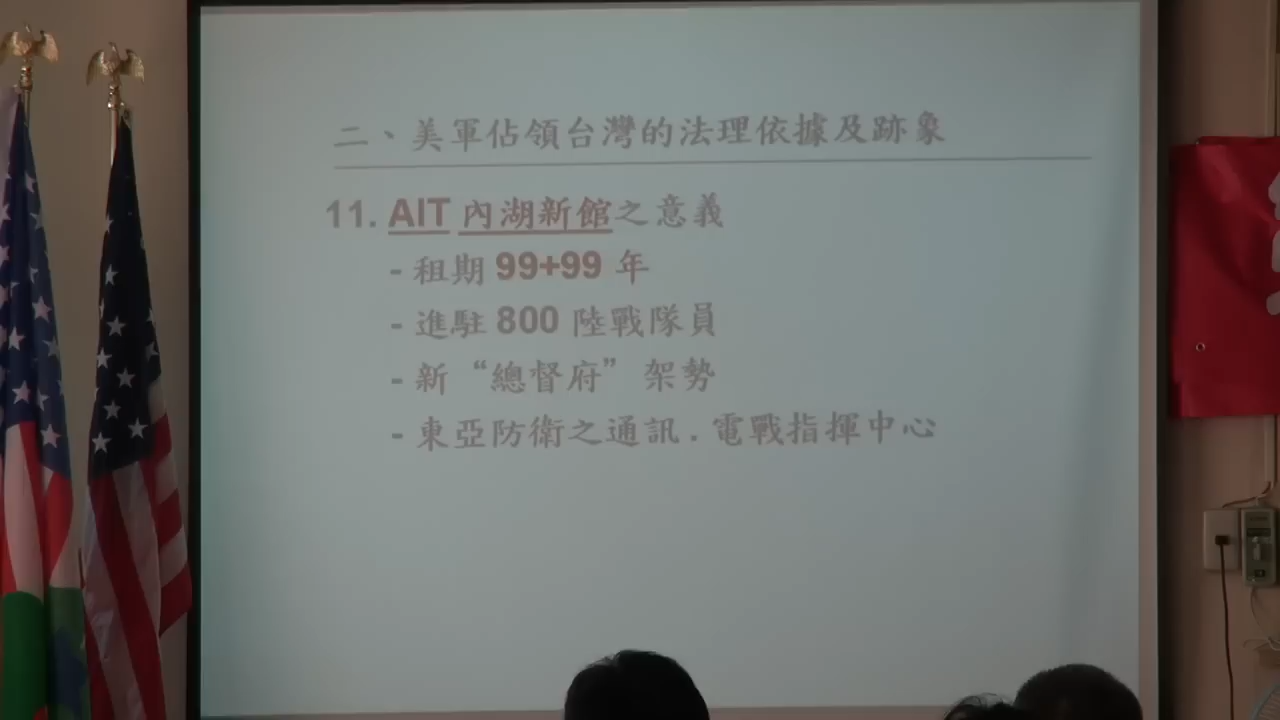 二、美軍佔領台灣的法理依據及跡象
11. AIT 內湖新館之意義
- 租期 99+99 年
- 進駐 800 陸戰隊員
- 新“總督府”架勢
- 東亞防衛之通訊.電戰指揮中心